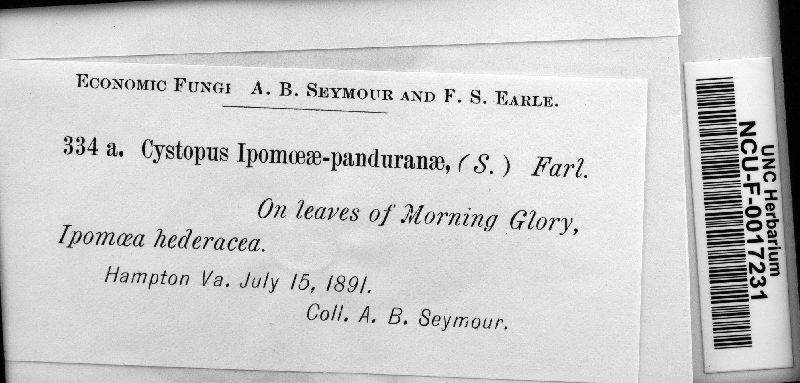 ECONOMIC FUNGI A. B. SEYMOUR AND F. S. EARLE.
334 a. Cystopus Ipomœæ-panduranæ, (S.) Farl.
On leaves of Morning Glory,
Ipomœa hederacea.
Hampton Va. July 15, 1891.
Coll. A. B. Seymour.
UNC Herbarium
NCU-F-0017231